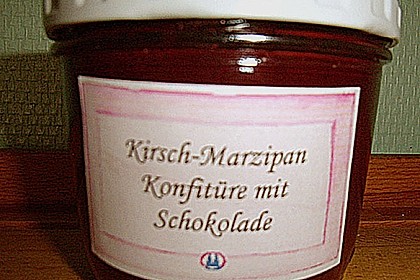 Kirsch-Marzipan
Konfitüre mit
Schokolade